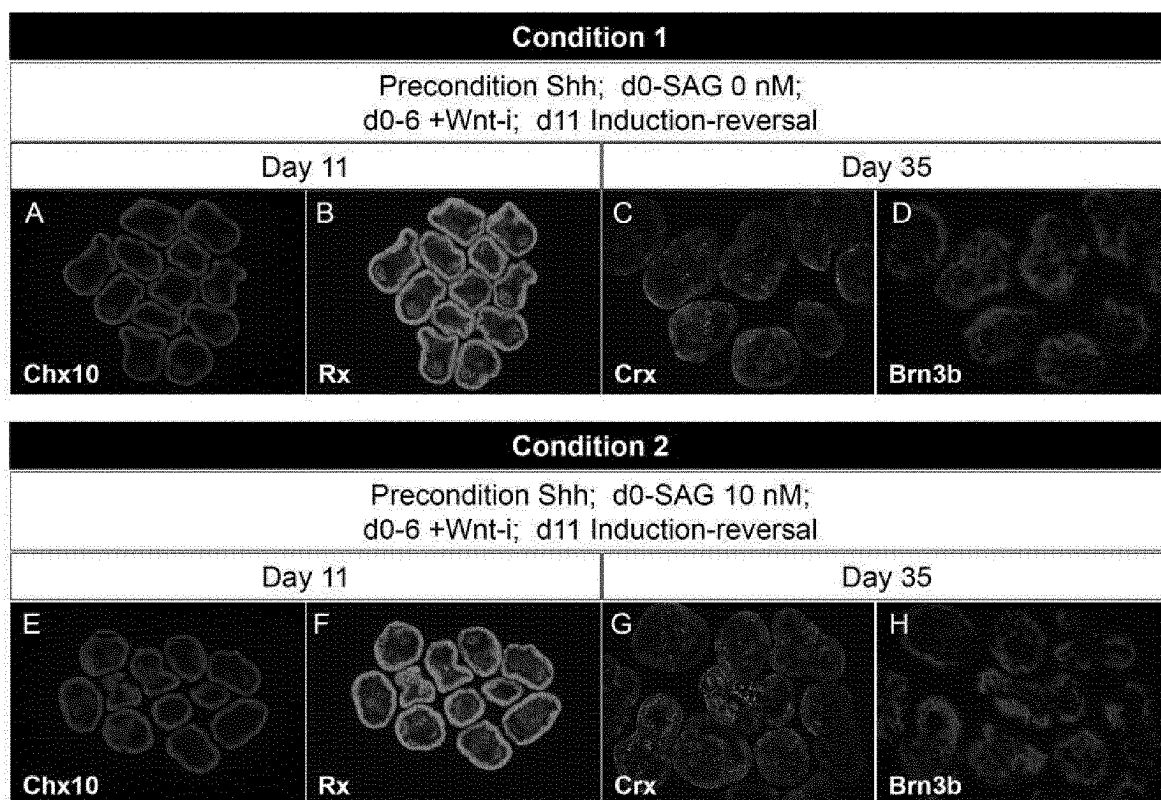 Condition 1
Precondition Shh; d0-SAG 0 nM;
d0-6 +Wnt-i; d11 Induction-reversal
Day 11 Day 35
A B C D
Chx10 Rx Crx Brn3b
Condition 2
Precondition Shh; d0-SAG 10 nM;
d0-6 +Wnt-i; d11 Induction-reversal
Day 11 Day 35
E F G H
Chx10 Rx Crx Brn3b